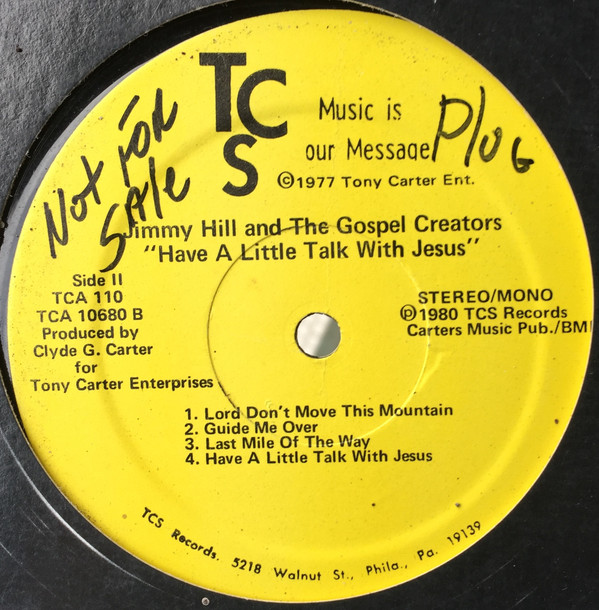 TCS
Music is
our Message
Plug
Not for
Sale
©1977 Tony Carter Ent.
Jimmy Hill and The Gospel Creators
"Have A Little Talk With Jesus"
Side II
TCA 110
TCA 10680 B
Produced by
Clyde G. Carter
for
Tony Carter Enterprises
STEREO/MONO
℗1980 TCS Records
Carters Music Pub./BMI
1. Lord Don't Move This Mountain
2. Guide Me Over
3. Last Mile Of The Way
4. Have A Little Talk With Jesus
TCS Records. 5218 Walnut St., Phila., Pa. 19139